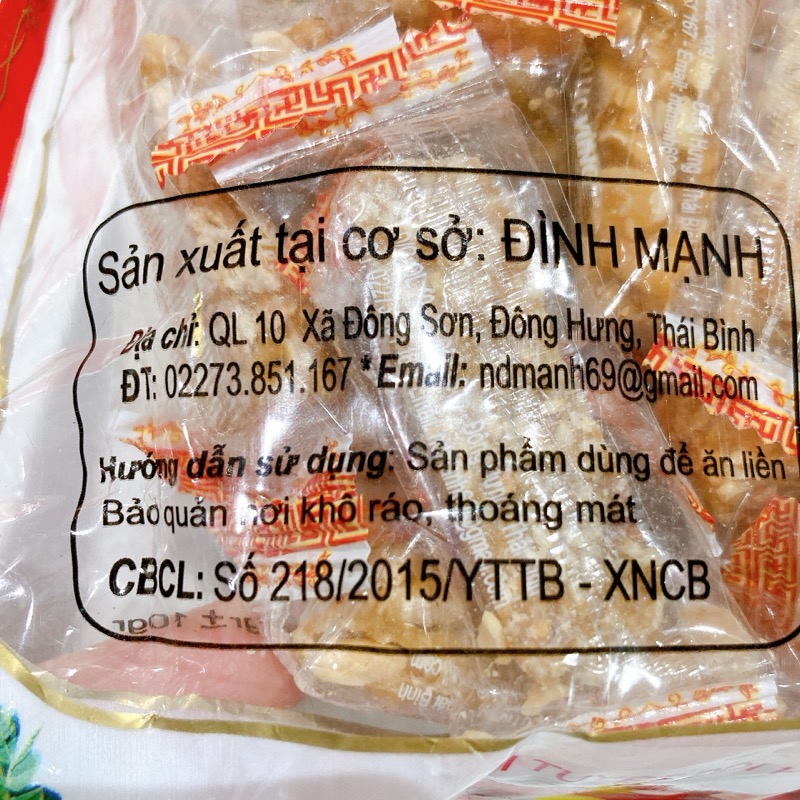 Sản xuất tại cơ sở: ĐÌNH MẠNH
Địa chỉ: QL 10 Xã Đông Sơn, Đông Hưng, Thái Bình
ĐT: 02273.851.167 * Email: ndmanh69@gmail.com
Hướng dẫn sử dụng: Sản phẩm dùng để ăn liền
Bảo quản nơi khô ráo, thoáng mát
CBCL: Số 218/2015/YTTB - XNCB